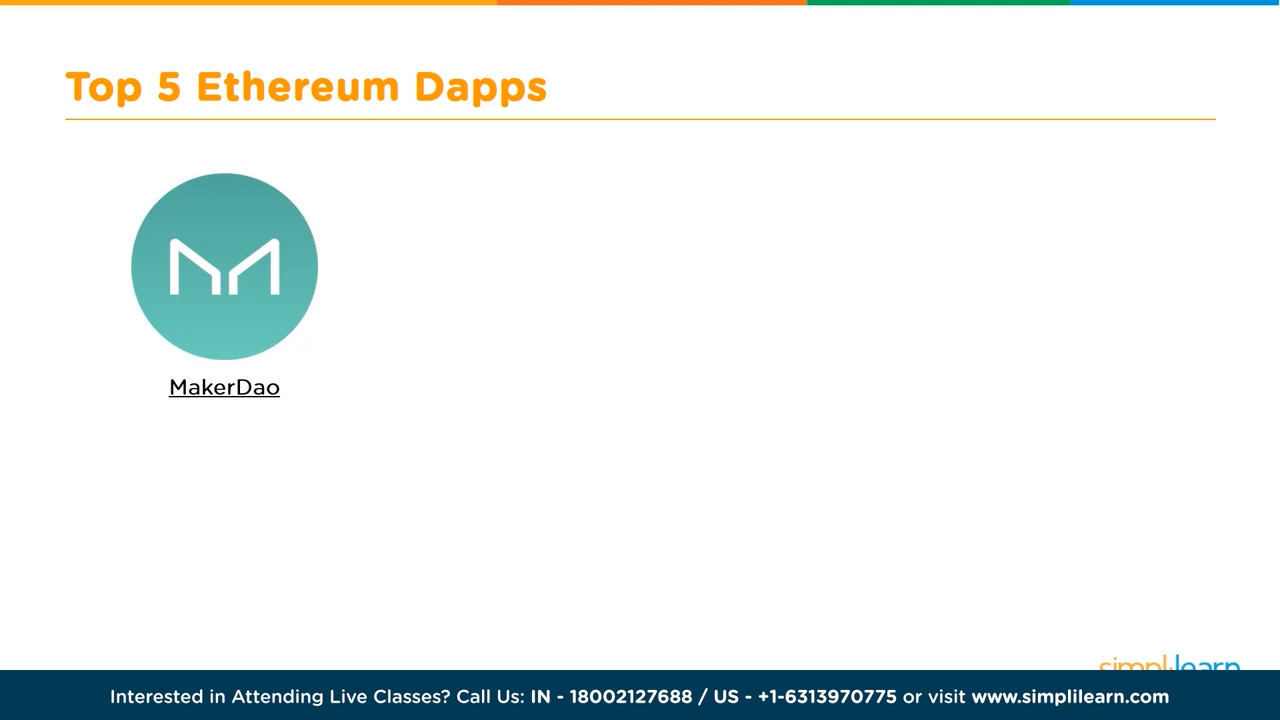 Top 5 Ethereum Dapps
MakerDao
simplilearn
Interested in Attending Live Classes? Call Us: IN - 18002127688 / US - +1-6313970775 or visit www.simplilearn.com